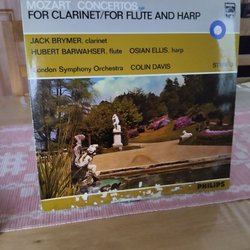 MOZART CONCERTOS
FOR CLARINET/FOR FLUTE AND HARP
JACK BRYMER, clarinet
HUBERT BARWAHSER, flute OSIAN ELLIS, harp
London Symphony Orchestra COLIN DAVIS
STEREO
PHILIPS